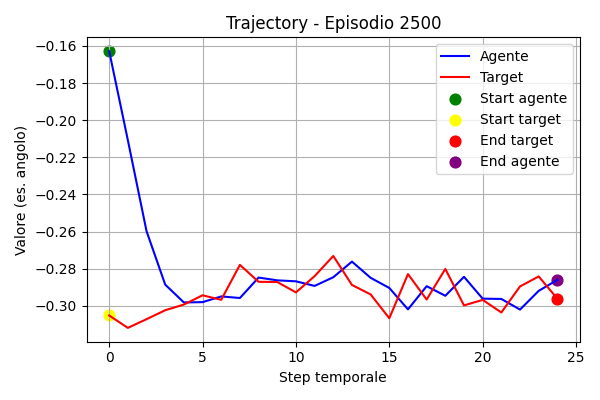 Trajectory - Episodio 2500
Valore (es. angolo)
−0.16
−0.18
−0.20
−0.22
−0.24
−0.26
−0.28
−0.30
Agente
Target
Start agente
Start target
End target
End agente
0
5
10
15
20
25
Step temporale